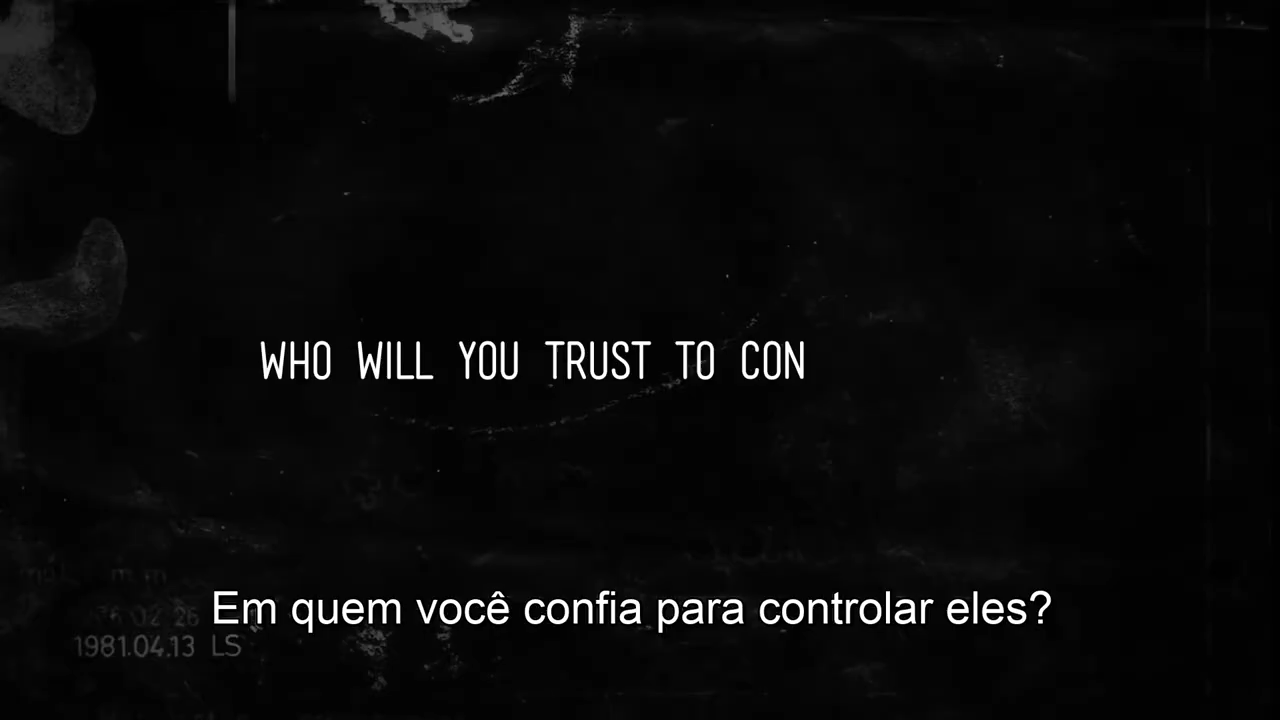 WHO WILL YOU TRUST TO CON
Em quem você confia para controlar eles?
1981.04.13 LS